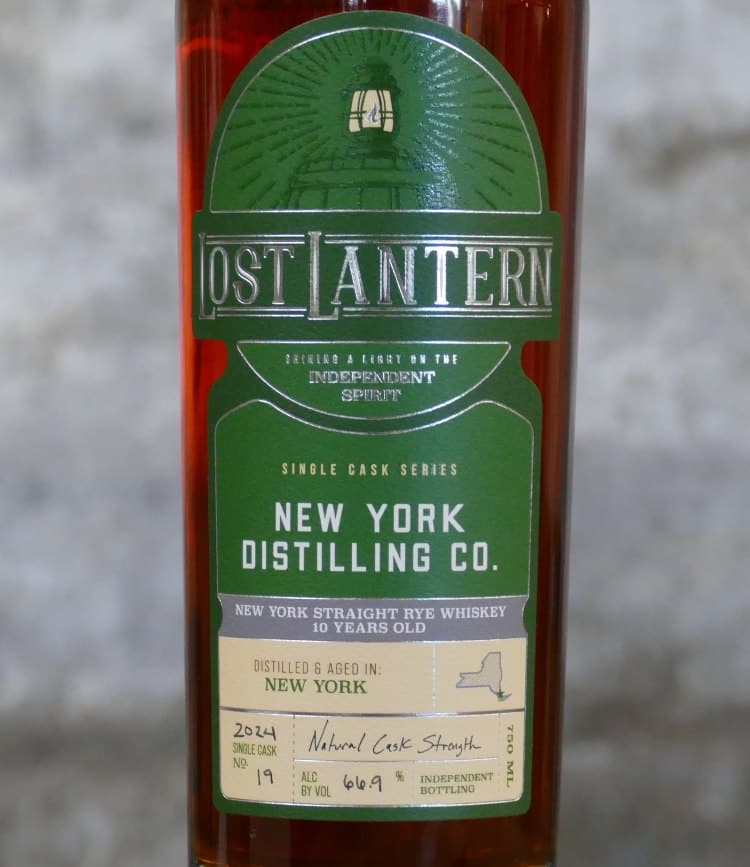 LOST LANTERN
SHINING A LIGHT ON THE
INDEPENDENT
SPIRIT
SINGLE CASK SERIES
NEW YORK
DISTILLING CO.
NEW YORK STRAIGHT RYE WHISKEY
10 YEARS OLD
DISTILLED & AGED IN:
NEW YORK
2024
SINGLE CASK
NO. 19
Natural Cask Strength
ALC
BY VOL 66.9 %
INDEPENDENT
BOTTLING
750 ML